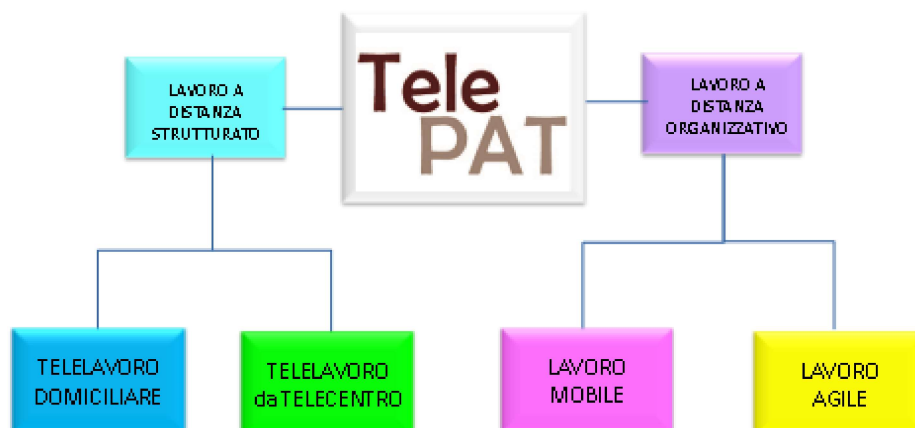 LAVORO A
DISTANZA
STRUTTURATO
Tele
PAT
LAVORO A
DISTANZA
ORGANIZZATIVO
TELELAVORO
DOMICILIARE
TELELAVORO
da TELECENTRO
LAVORO
MOBILE
LAVORO
AGILE